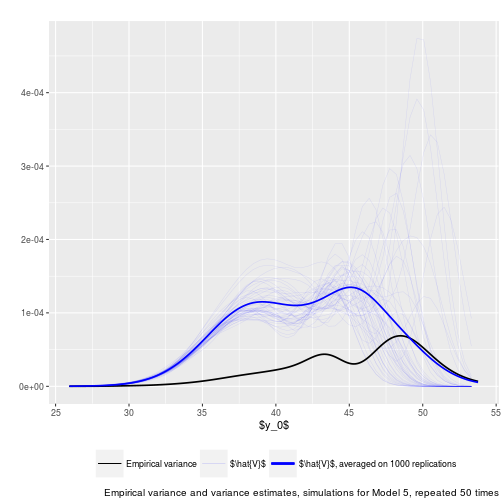 4e-04
3e-04
2e-04
1e-04
0e+00
25 30 35 40 45 50 55
$y_0$
Empirical variance $\hat{V}$ $\hat{V}$, averaged on 1000 replications
Empirical variance and variance estimates, simulations for Model 5, repeated 50 times